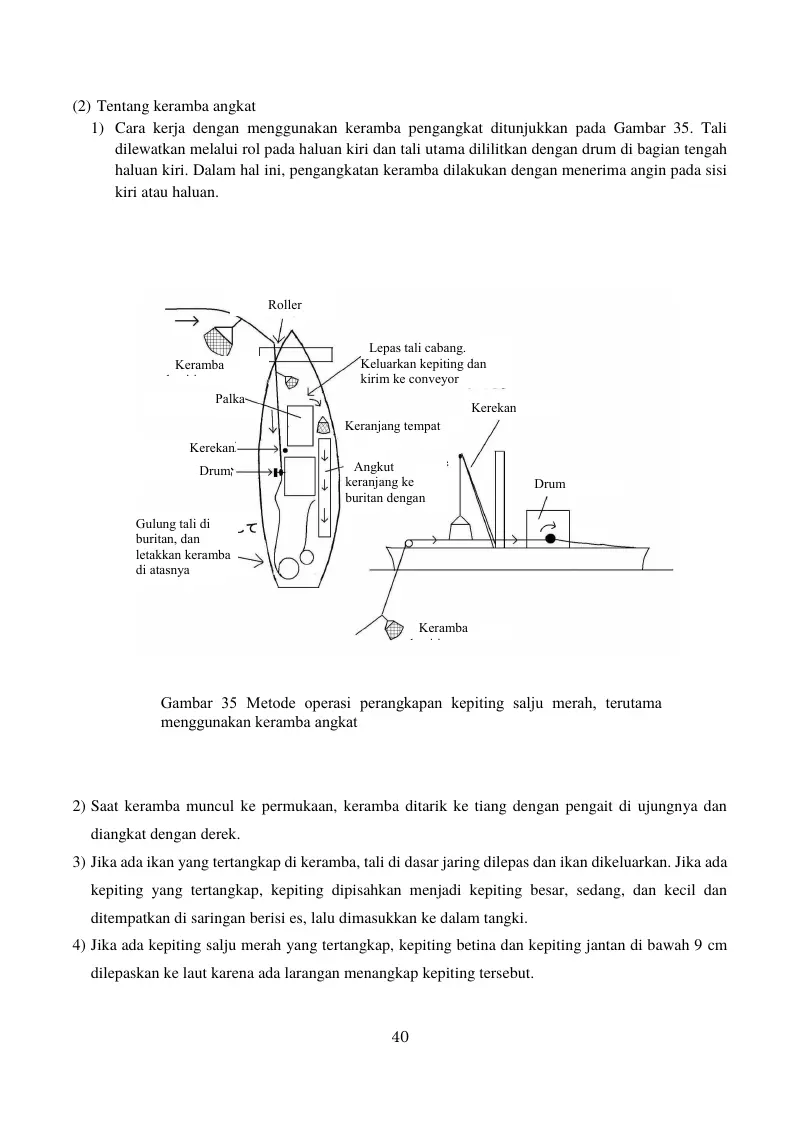 (2) Tentang keramba angkat
1) Cara kerja dengan menggunakan keramba pengangkat ditunjukkan pada Gambar 35. Tali
dilewatkan melalui rol pada haluan kiri dan tali utama dililitkan dengan drum di bagian tengah
haluan kiri. Dalam hal ini, pengangkatan keramba dilakukan dengan menerima angin pada sisi
kiri atau haluan.
Roller
Keramba
Lepas tali cabang.
Keluarkan kepiting dan
kirim ke conveyor
Palka
Keranjang tempat
Kerekan
Kerekan
Drum
Angkut
keranjang ke
buritan dengan
Drum
Gulung tali di
buritan, dan
letakkan keramba
di atasnya
Keramba
Gambar 35 Metode operasi perangkapan kepiting salju merah, terutama
menggunakan keramba angkat
2) Saat keramba muncul ke permukaan, keramba ditarik ke tiang dengan pengait di ujungnya dan
diangkat dengan derek.
3) Jika ada ikan yang tertangkap di keramba, tali di dasar jaring dilepas dan ikan dikeluarkan. Jika ada
kepiting yang tertangkap, kepiting dipisahkan menjadi kepiting besar, sedang, dan kecil dan
ditempatkan di saringan berisi es, lalu dimasukkan ke dalam tangki.
4) Jika ada kepiting salju merah yang tertangkap, kepiting betina dan kepiting jantan di bawah 9 cm
dilepaskan ke laut karena ada larangan menangkap kepiting tersebut.
40